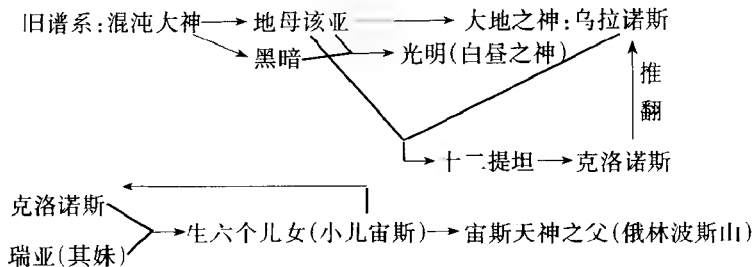 旧谱系:混沌大神 地母该亚 大地之神:乌拉诺斯
黑暗 光明(白昼之神)
推翻
十二提坦 克洛诺斯
克洛诺斯
生六个儿女(小儿宙斯) 宙斯天神之父(俄林波斯山)
瑞亚(其妹)